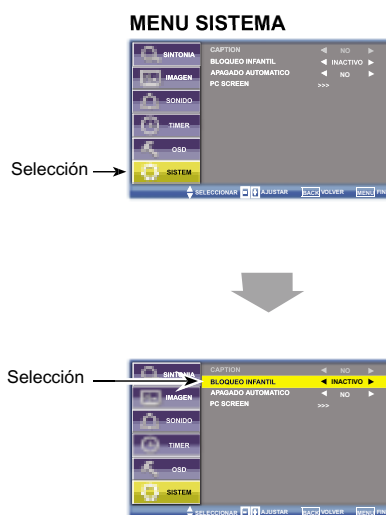 MENU SISTEMA
SINTONIA
IMAGEN
SONIDO
TIMER
OSD
SISTEM
CAPTION ◀ NO ▶
BLOQUEO INFANTIL ◀ INACTIVO ▶
APAGADO AUTOMATICO ◀ NO ▶
PC SCREEN >>>
Selección
SELECCIONAR AJUSTAR BACK VOLVER MENU FIN
Selección
SINTONIA
IMAGEN
SONIDO
TIMER
OSD
SISTEM
CAPTION ◀ NO ▶
BLOQUEO INFANTIL ◀ INACTIVO ▶
APAGADO AUTOMATICO ◀ NO ▶
PC SCREEN >>>
SELECCIONAR AJUSTAR BACK VOLVER MENU FIN